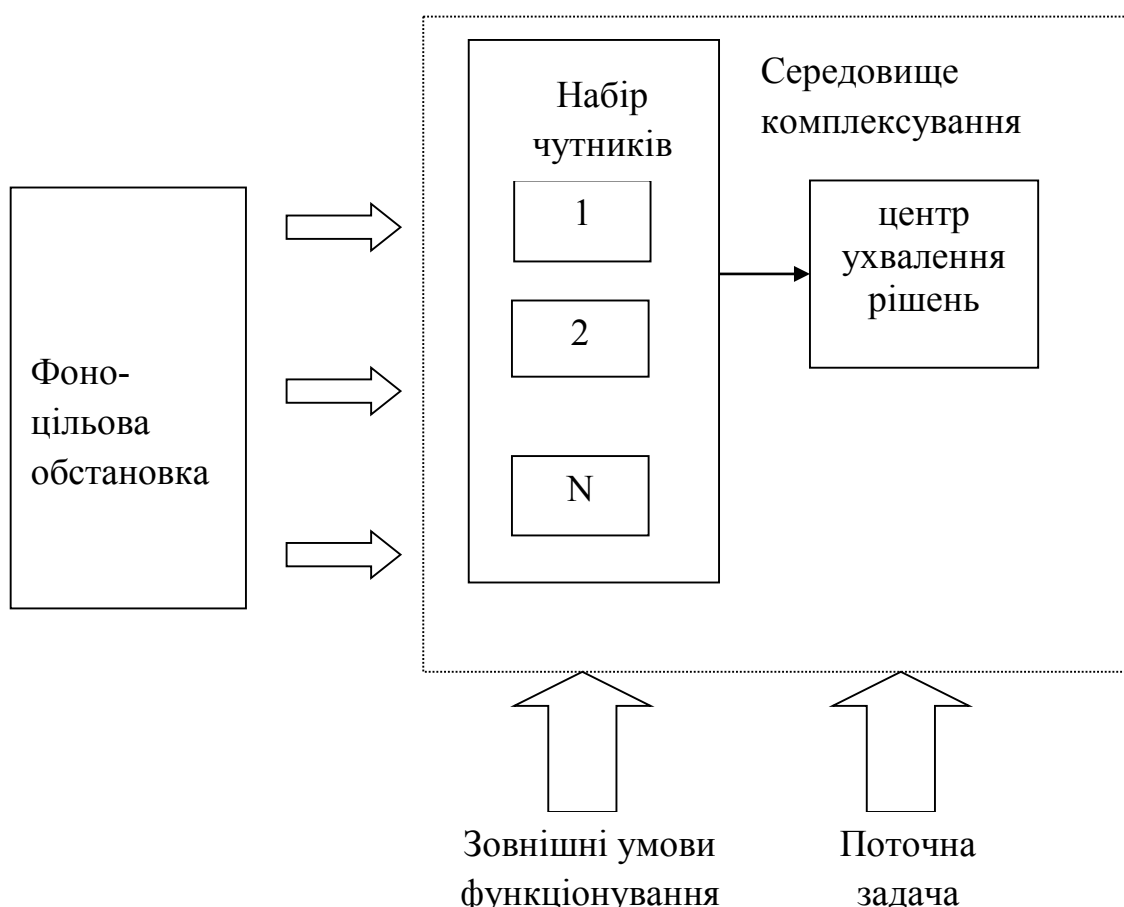 Середовище
комплексування
Набір
чутників
1
2
N
центр
ухвалення
рішень
Фоно-
цільова
обстановка
Зовнішні умови
функціонування
Поточна
задача